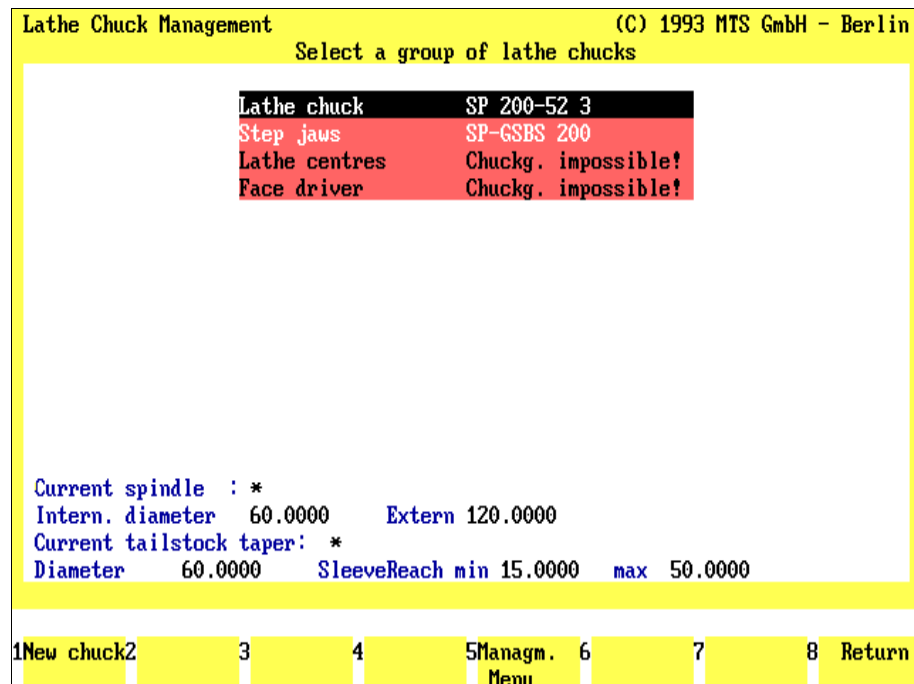 Lathe Chuck Management (C) 1993 MTS GmbH - Berlin
Select a group of lathe chucks
Lathe chuck SP 200-52 3
Step jaws SP-GSBS 200
Lathe centres Chuckg. impossible!
Face driver Chuckg. impossible!
Current spindle : *
Intern. diameter 60.0000 Extern 120.0000
Current tailstock taper: *
Diameter 60.0000 SleeveReach min 15.0000 max 50.0000
1New chuck2 3 4 5Managm. 6 7 8 Return
Menu